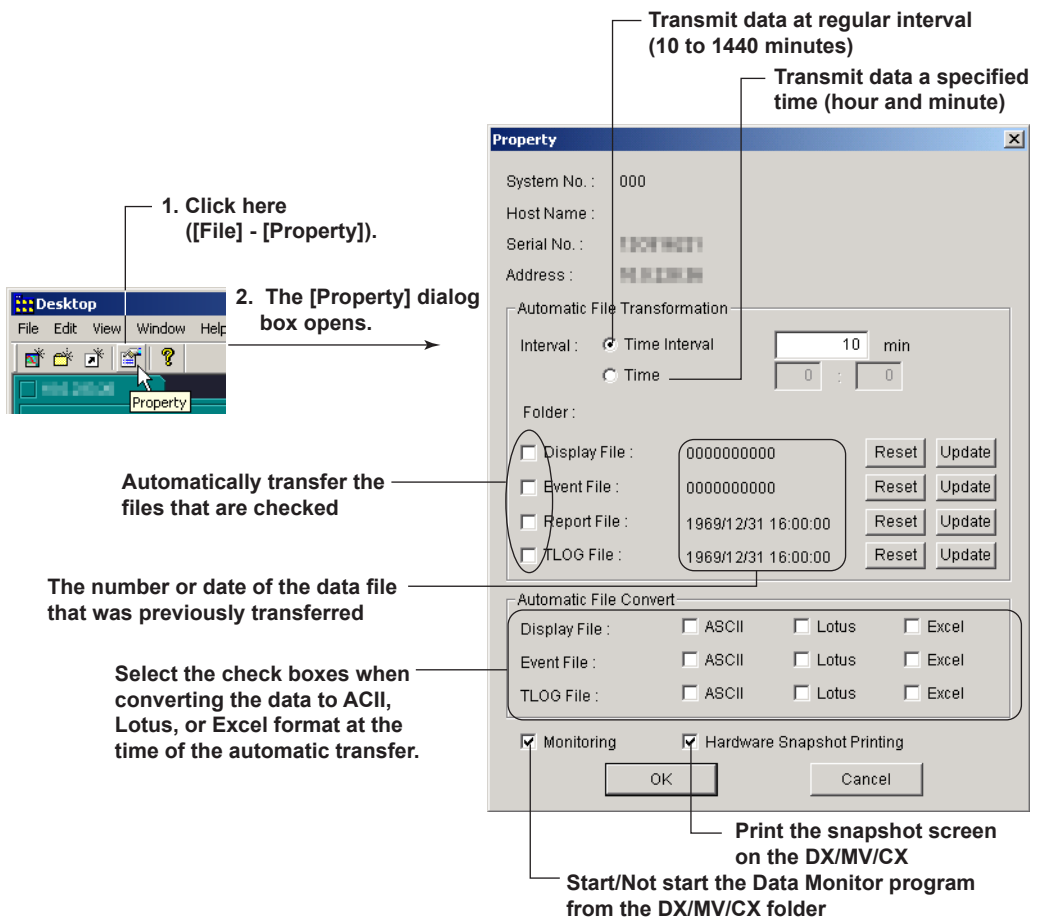 Transmit data at regular interval
(10 to 1440 minutes)
Transmit data a specified
time (hour and minute)
1. Click here
([File] - [Property]).
2. The [Property] dialog
box opens.
Desktop
File Edit View Window Help
Property
Property
System No. : 000
Host Name :
Serial No. :
Address :
Automatic File Transformation
Interval : Time Interval 10 min
Time 0 : 0
Folder :
Display File : 0000000000 Reset Update
Event File : 0000000000 Reset Update
Report File : 1969/12/31 16:00:00 Reset Update
TLOG File : 1969/12/31 16:00:00 Reset Update
Automatically transfer the
files that are checked
The number or date of the data file
that was previously transferred
Automatic File Convert
Display File : ASCII Lotus Excel
Event File : ASCII Lotus Excel
TLOG File : ASCII Lotus Excel
Select the check boxes when
converting the data to ACII,
Lotus, or Excel format at the
time of the automatic transfer.
Monitoring Hardware Snapshot Printing
OK Cancel
Print the snapshot screen
on the DX/MV/CX
Start/Not start the Data Monitor program
from the DX/MV/CX folder